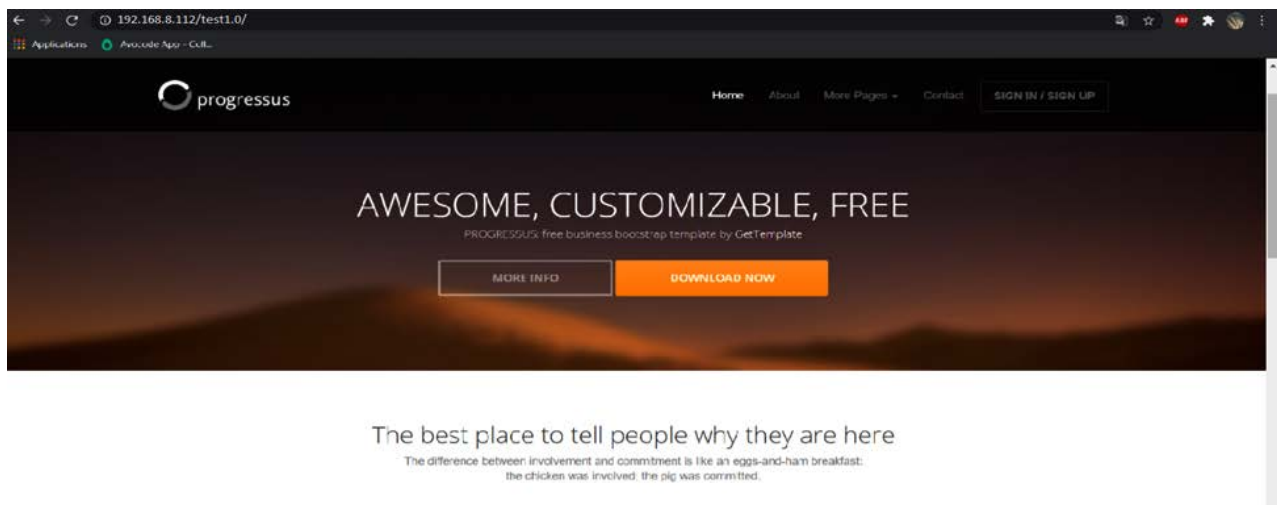 192.168.8.112/test1.0/
Applications Avocode App - Coll...
progressus
Home About More Pages Contact SIGN IN / SIGN UP
AWESOME, CUSTOMIZABLE, FREE
PROGRESSUS: free business bootstrap template by GetTemplate
MORE INFO DOWNLOAD NOW
The best place to tell people why they are here
The difference between involvement and commitment is like an eggs-and-ham breakfast:
the chicken was involved; the pig was committed.